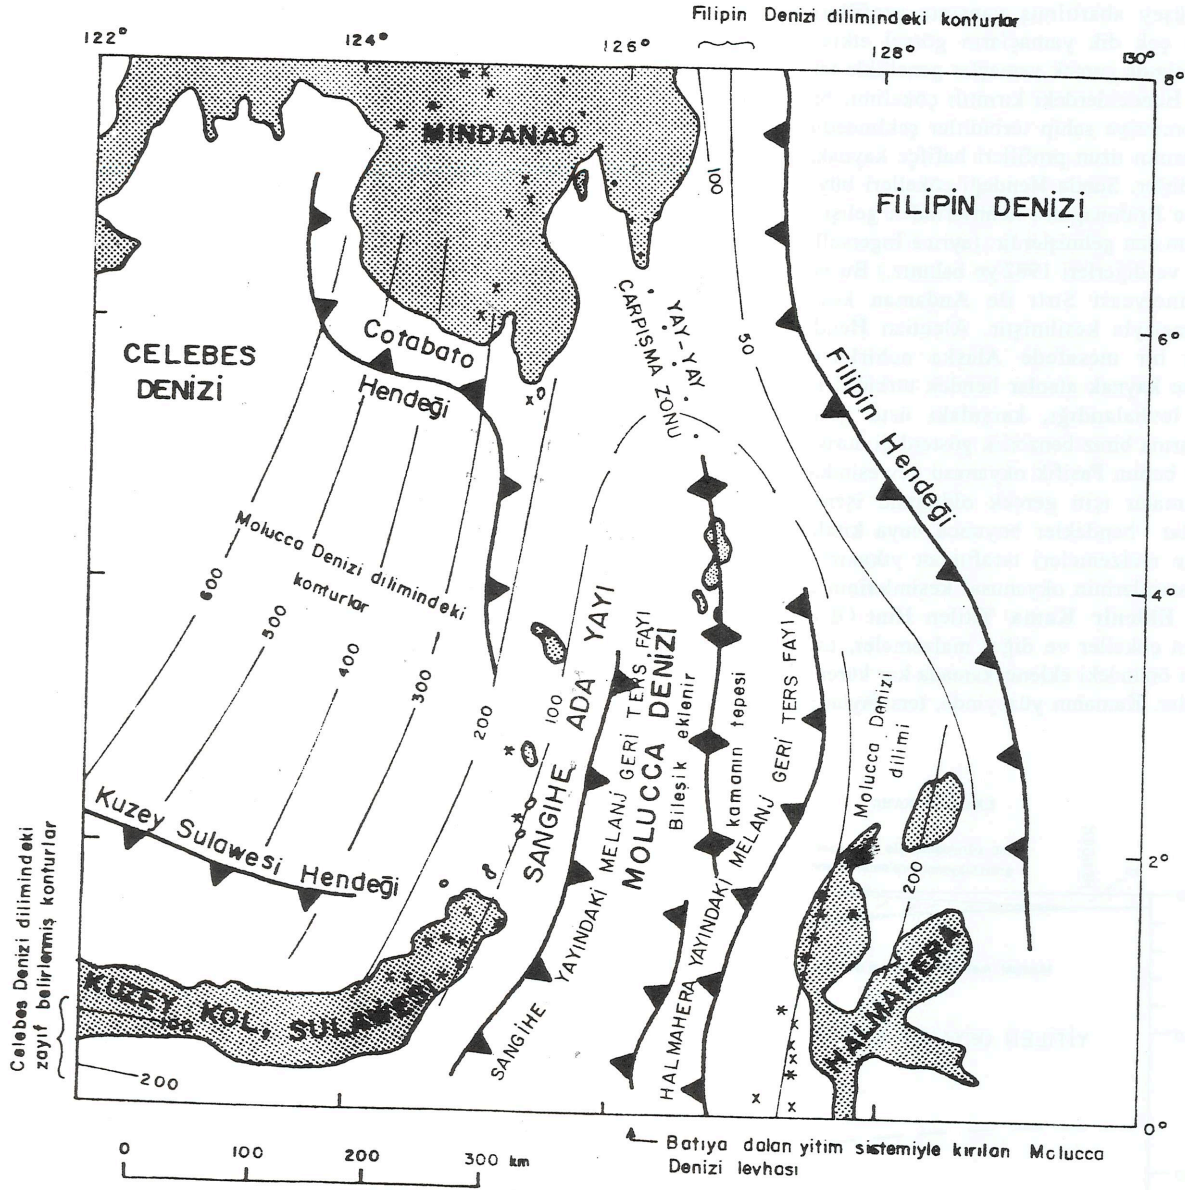 Filipin Denizi dilimindeki konturlar
122°
124°
126°
128°
130°
8°
MINDANAO
100
FİLİPİN DENİZİ
YAY-YAY
ÇARPIŞMA ZONU
50
6°
Cotabato
Hendeği
CELEBES
DENİZİ
Filipin Hendeği
Molucca Denizi dilimindeki
konturlar
600
500
400
300
200
100
4°
SANGIHE ADA YAYI
SANGIHE YAYINDAKİ MELANJ GERİ TERS FAYI
MOLUCCA DENİZİ
Bileşik eklenir
kamanın tepesi
HALMAHERA YAYINDAKİ MELANJ GERİ TERS FAYI
Molucca Denizi
dilimi
200
2°
Kuzey Sulawesi Hendeği
Celebes Denizi dilimindeki
zayıf belirlenmiş konturlar
KUZEY KOL, SULAWESİ
100
200
HALMAHERA
0°
0 100 200 300 km
Batıya dalan yitim sistemiyle kırılan Molucca
Denizi levhası